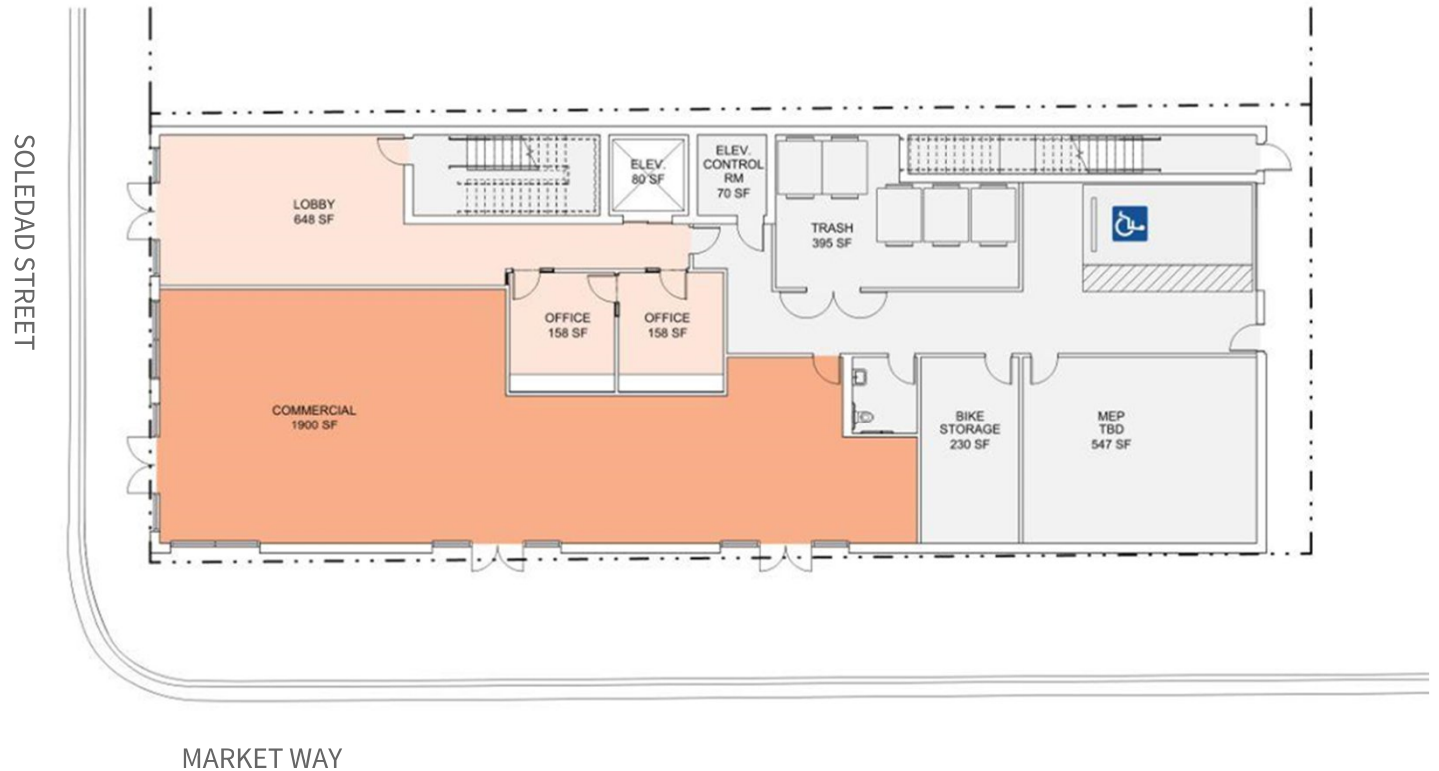 SOLEDAD STREET
LOBBY
648 SF
ELEV.
80 SF
ELEV.
CONTROL
RM
70 SF
TRASH
395 SF
OFFICE
158 SF
OFFICE
158 SF
COMMERCIAL
1900 SF
BIKE
STORAGE
230 SF
MEP
TBD
547 SF
MARKET WAY